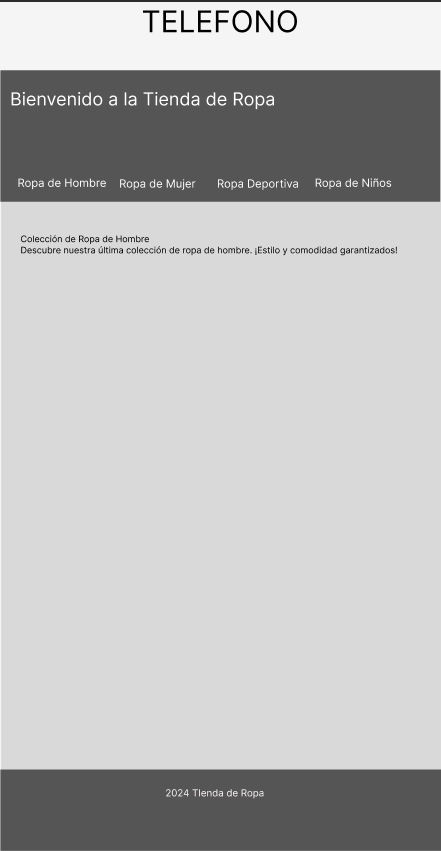 TELEFONO
Bienvenido a la Tienda de Ropa
Ropa de Hombre Ropa de Mujer Ropa Deportiva Ropa de Niños
Colección de Ropa de Hombre
Descubre nuestra última colección de ropa de hombre. ¡Estilo y comodidad garantizados!
2024 TIenda de Ropa